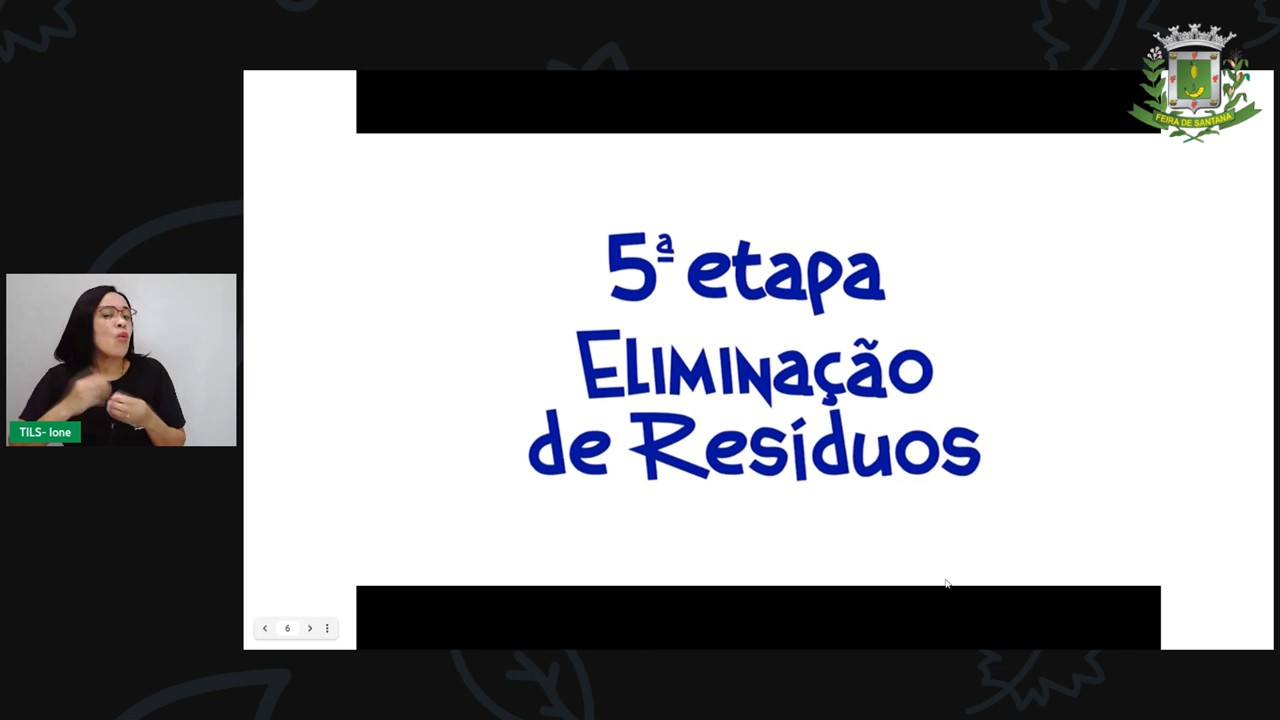 FEIRA DE SANTANA
5ª etapa
Eliminação
de Resíduos
TILS- Ione
6